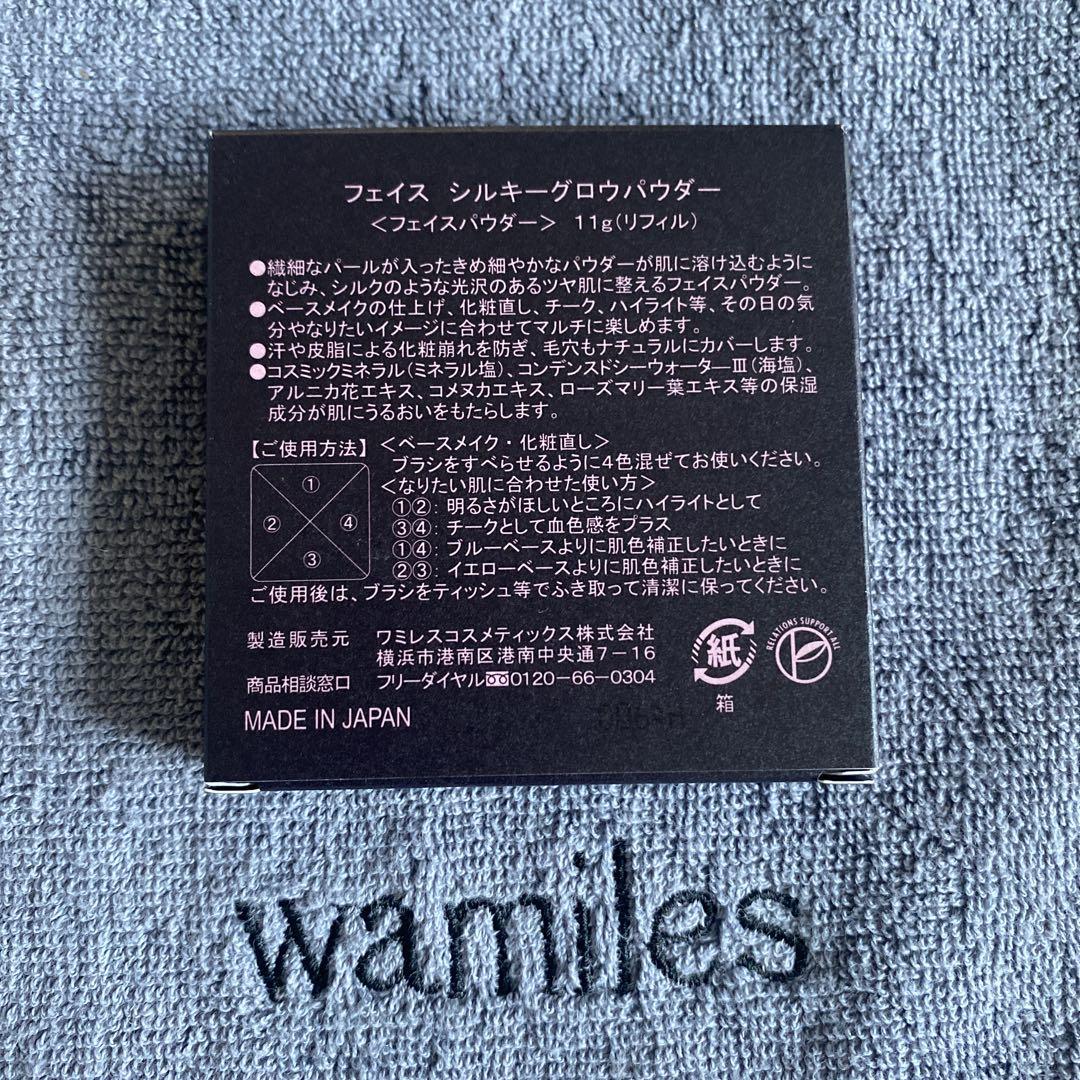 フェイス シルキーグロウパウダー
<フェイスパウダー> 11g(リフィル)
●繊細なパールが入ったきめ細やかなパウダーが肌に溶け込むように
なじみ、シルクのような光沢のあるツヤ肌に整えるフェイスパウダー。
●ベースメイクの仕上げ、化粧直し、チーク、ハイライト等、その日の気
分やなりたいイメージに合わせてマルチに楽しめます。
●汗や皮脂による化粧崩れを防ぎ、毛穴もナチュラルにカバーします。
●コスミックミネラル(ミネラル塩)、コンデンスドシーウォーターⅢ(海塩)、
アルニカ花エキス、コメヌカエキス、ローズマリー葉エキス等の保湿
成分が肌にうるおいをもたらします。
【ご使用方法】 <ベースメイク・化粧直し>
ブラシをすべらせるように4色混ぜてお使いください。
<なりたい肌に合わせた使い方>
①②: 明るさがほしいところにハイライトとして
③④: チークとして血色感をプラス
①④: ブルーベースよりに肌色補正したいときに
②③: イエローベースよりに肌色補正したいときに
①
② ④
③
ご使用後は、ブラシをティッシュ等でふき取って清潔に保ってください。
製造販売元 ワミレスコスメティックス株式会社
横浜市港南区港南中央通7-16
商品相談窓口 フリーダイヤル0120-66-0304
MADE IN JAPAN
紙
箱
RELATIONS SUPPORT ALL
wamiles